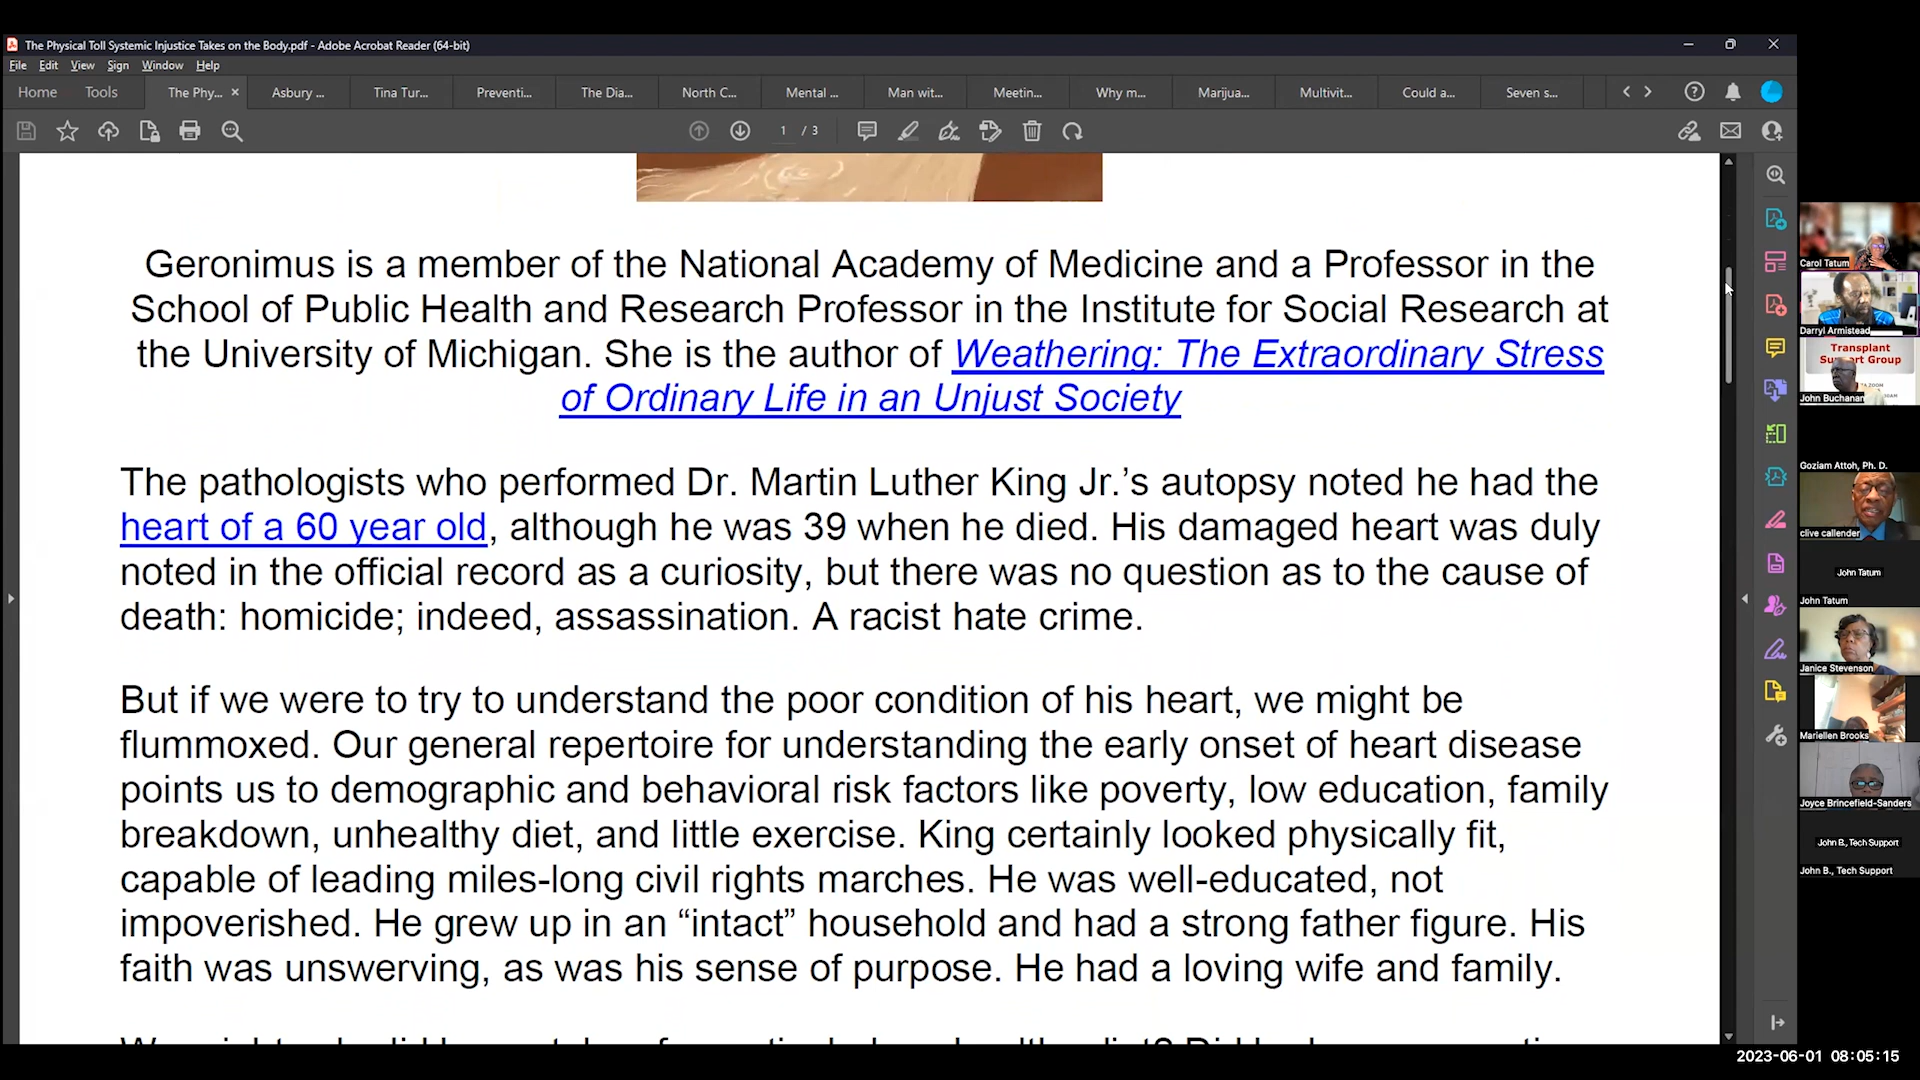 The Physical Toll Systemic Injustice Takes on the Body.pdf - Adobe Acrobat Reader (64-bit)
File Edit View Sign Window Help
Home Tools The Phy... Asbury ... Tina Tur... Preventi... The Dia... North C... Mental ... Man wit... Meetin... Why m... Marijua... Multivit... Could a... Seven s...
1 / 3
Geronimus is a member of the National Academy of Medicine and a Professor in the
School of Public Health and Research Professor in the Institute for Social Research at
the University of Michigan. She is the author of Weathering: The Extraordinary Stress
of Ordinary Life in an Unjust Society
The pathologists who performed Dr. Martin Luther King Jr.’s autopsy noted he had the
heart of a 60 year old, although he was 39 when he died. His damaged heart was duly
noted in the official record as a curiosity, but there was no question as to the cause of
death: homicide; indeed, assassination. A racist hate crime.
But if we were to try to understand the poor condition of his heart, we might be
flummoxed. Our general repertoire for understanding the early onset of heart disease
points us to demographic and behavioral risk factors like poverty, low education, family
breakdown, unhealthy diet, and little exercise. King certainly looked physically fit,
capable of leading miles-long civil rights marches. He was well-educated, not
impoverished. He grew up in an “intact” household and had a strong father figure. His
faith was unswerving, as was his sense of purpose. He had a loving wife and family.
Carol Tatum
Darryl Armistead
Transplant
Support Group
John Buchanan
Goziam Attoh, Ph. D.
clive callender
John Tatum
John Tatum
Janice Stevenson
Mariellen Brooks
Joyce Brincefield-Sanders
John B., Tech Support
John B., Tech Support
2023-06-01 08:05:15